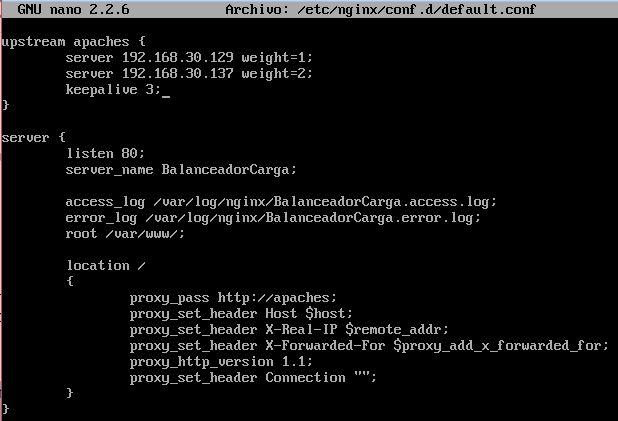 GNU nano 2.2.6 Archivo: /etc/nginx/conf.d/default.conf
upstream apaches {
server 192.168.30.129 weight=1;
server 192.168.30.137 weight=2;
keepalive 3;_
}
server {
listen 80;
server_name BalanceadorCarga;
access_log /var/log/nginx/BalanceadorCarga.access.log;
error_log /var/log/nginx/BalanceadorCarga.error.log;
root /var/www/;
location /
{
proxy_pass http://apaches;
proxy_set_header Host $host;
proxy_set_header X-Real-IP $remote_addr;
proxy_set_header X-Forwarded-For $proxy_add_x_forwarded_for;
proxy_http_version 1.1;
proxy_set_header Connection "";
}
}